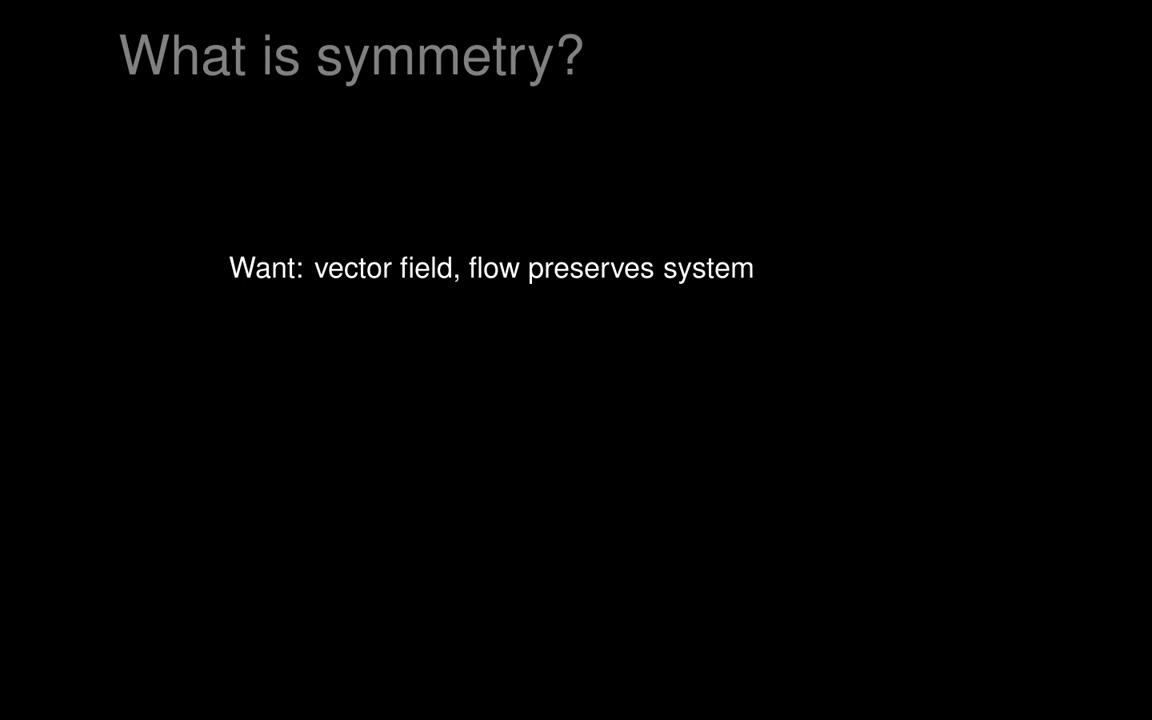 What is symmetry?
Want: vector field, flow preserves system